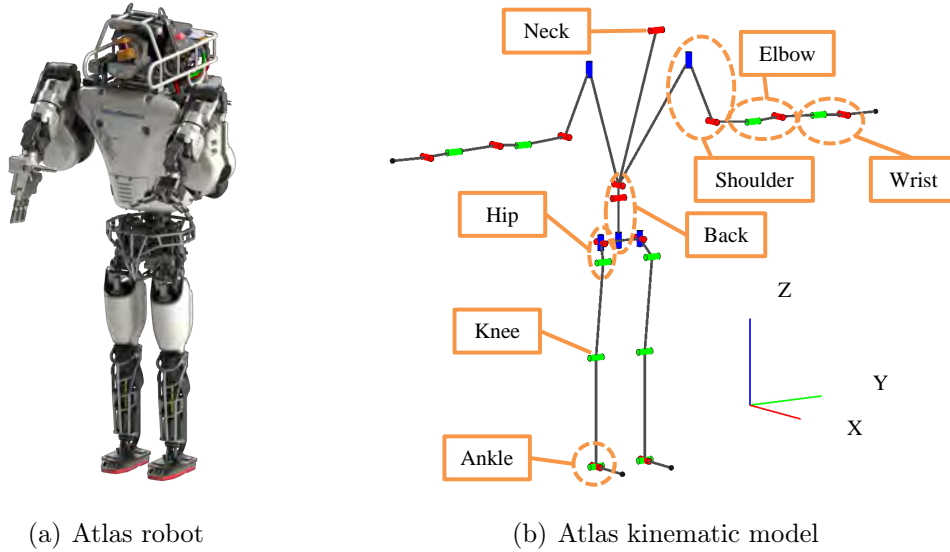 Neck
Elbow
Shoulder
Wrist
Hip
Back
Z
Knee
Y
X
Ankle
(a) Atlas robot
(b) Atlas kinematic model